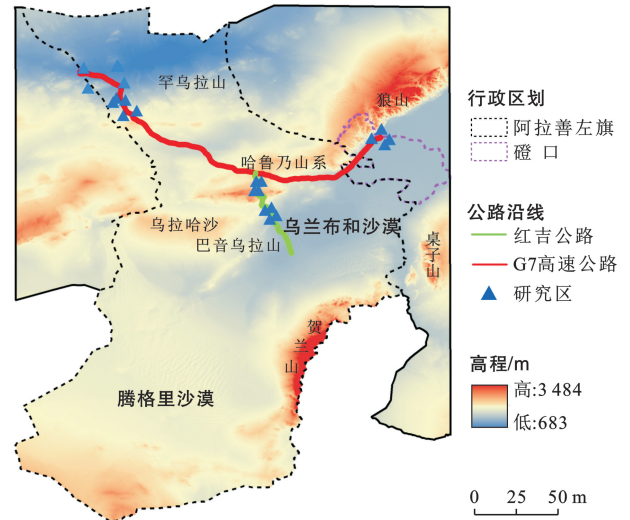 罕乌拉山
狼山
哈鲁乃山系
乌拉哈沙
乌兰布和沙漠
巴音乌拉山
桌子山
贺兰山
腾格里沙漠
行政区划
阿拉善左旗
磴 口
公路沿线
红吉公路
G7高速公路
研究区
高程/m
高:3 484
低:683
0 25 50 m